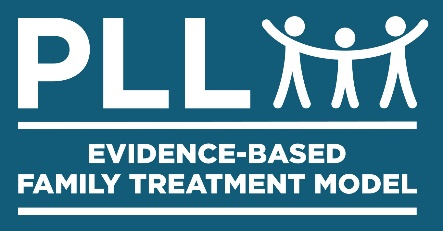 PLL
EVIDENCE-BASED
FAMILY TREATMENT MODEL